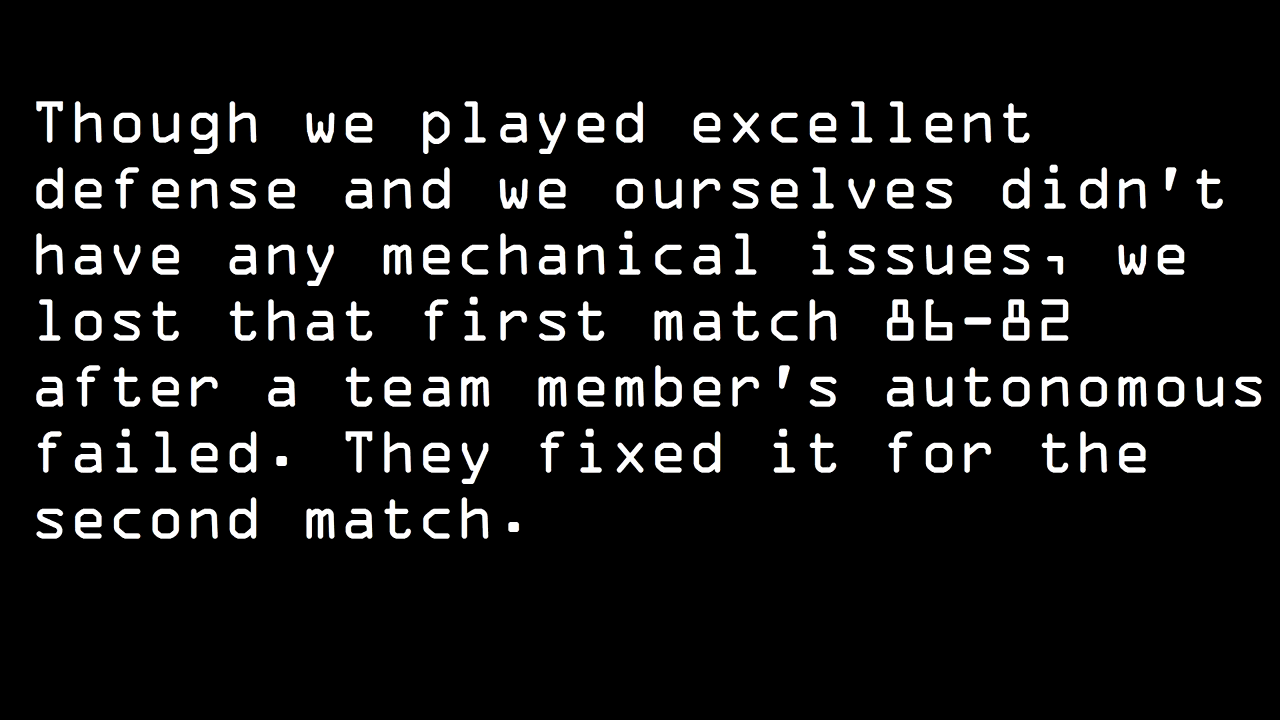 Though we played excellent
defense and we ourselves didn't
have any mechanical issues, we
lost that first match 86-82
after a team member's autonomous
failed. They fixed it for the
second match.